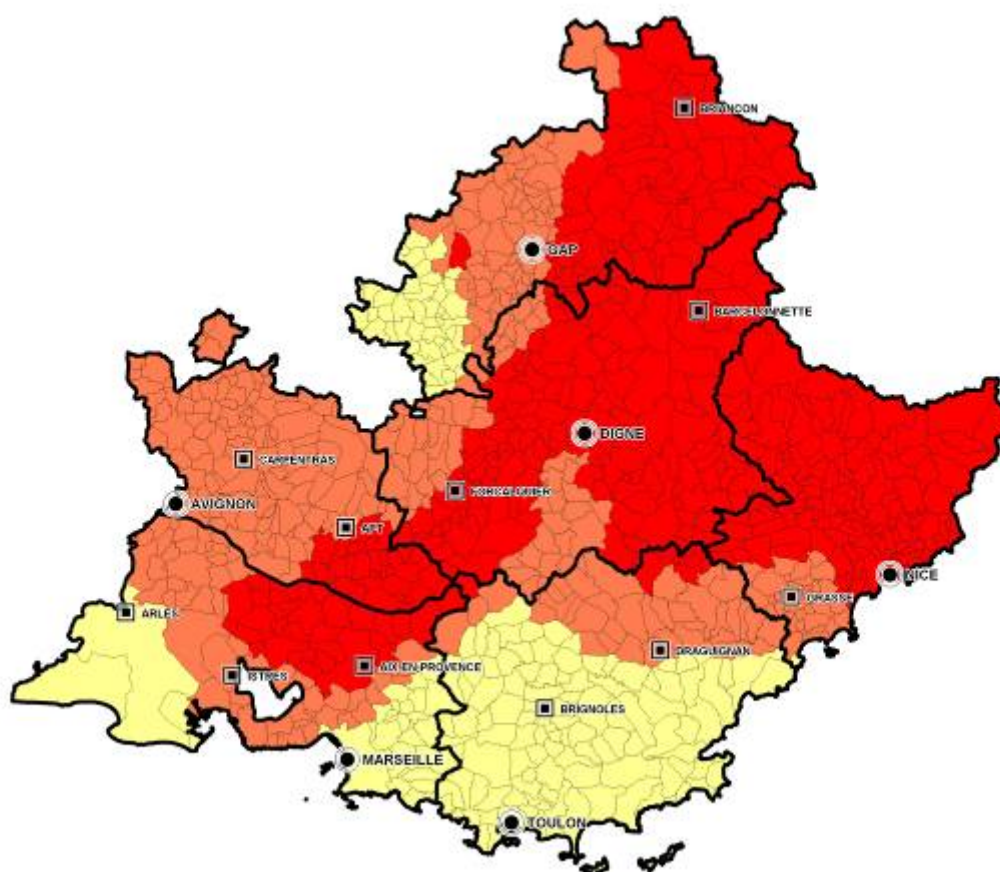 BRIANCON
GAP
BARCELONNETTE
DIGNE
CARPENTRAS
FORCALQUIER
AVIGNON
APT
NICE
GRASSE
ARLES
DRAGUIGNAN
AIX EN PROVENCE
ISTRES
BRIGNOLES
MARSEILLE
TOULON